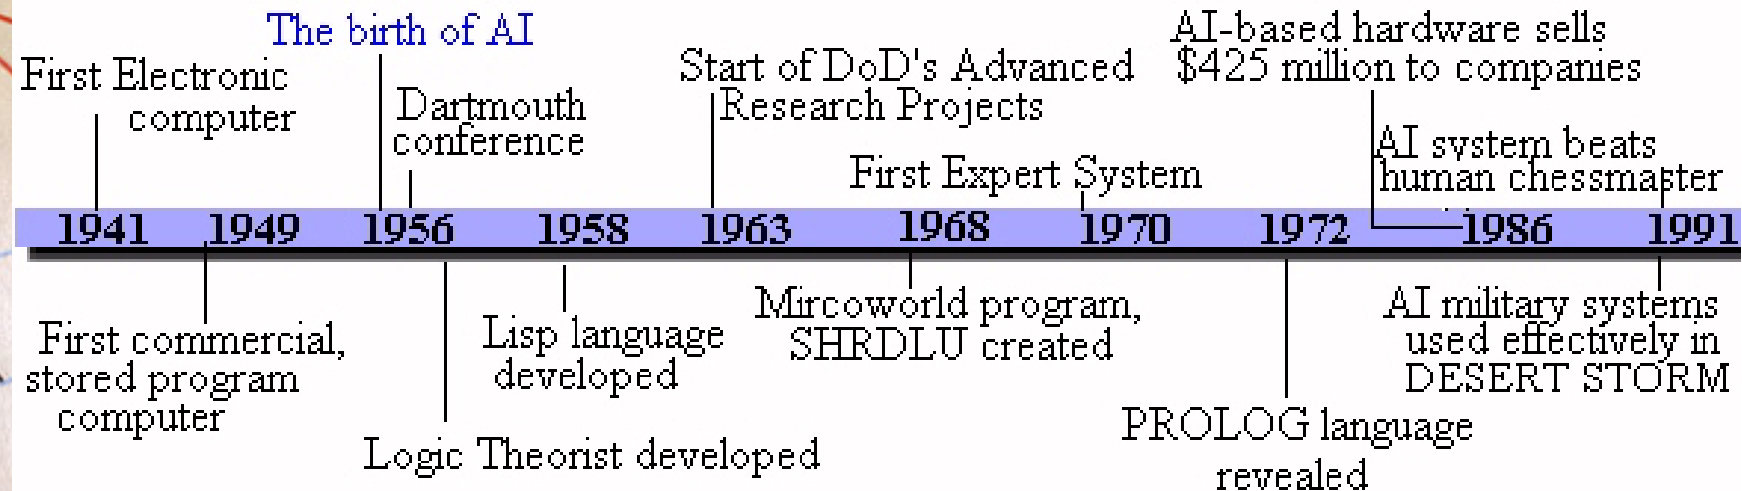 The birth of AI
First Electronic
computer
Dartmouth
conference
Start of DoD's Advanced
Research Projects
First Expert System
AI-based hardware sells
$425 million to companies
AI system beats
human chessmaster
1941 1949 1956 1958 1963 1968 1970 1972 1986 1991
First commercial,
stored program
computer
Logic Theorist developed
Lisp language
developed
Mircoworld program,
SHRDLU created
PROLOG language
revealed
AI military systems
used effectively in
DESERT STORM